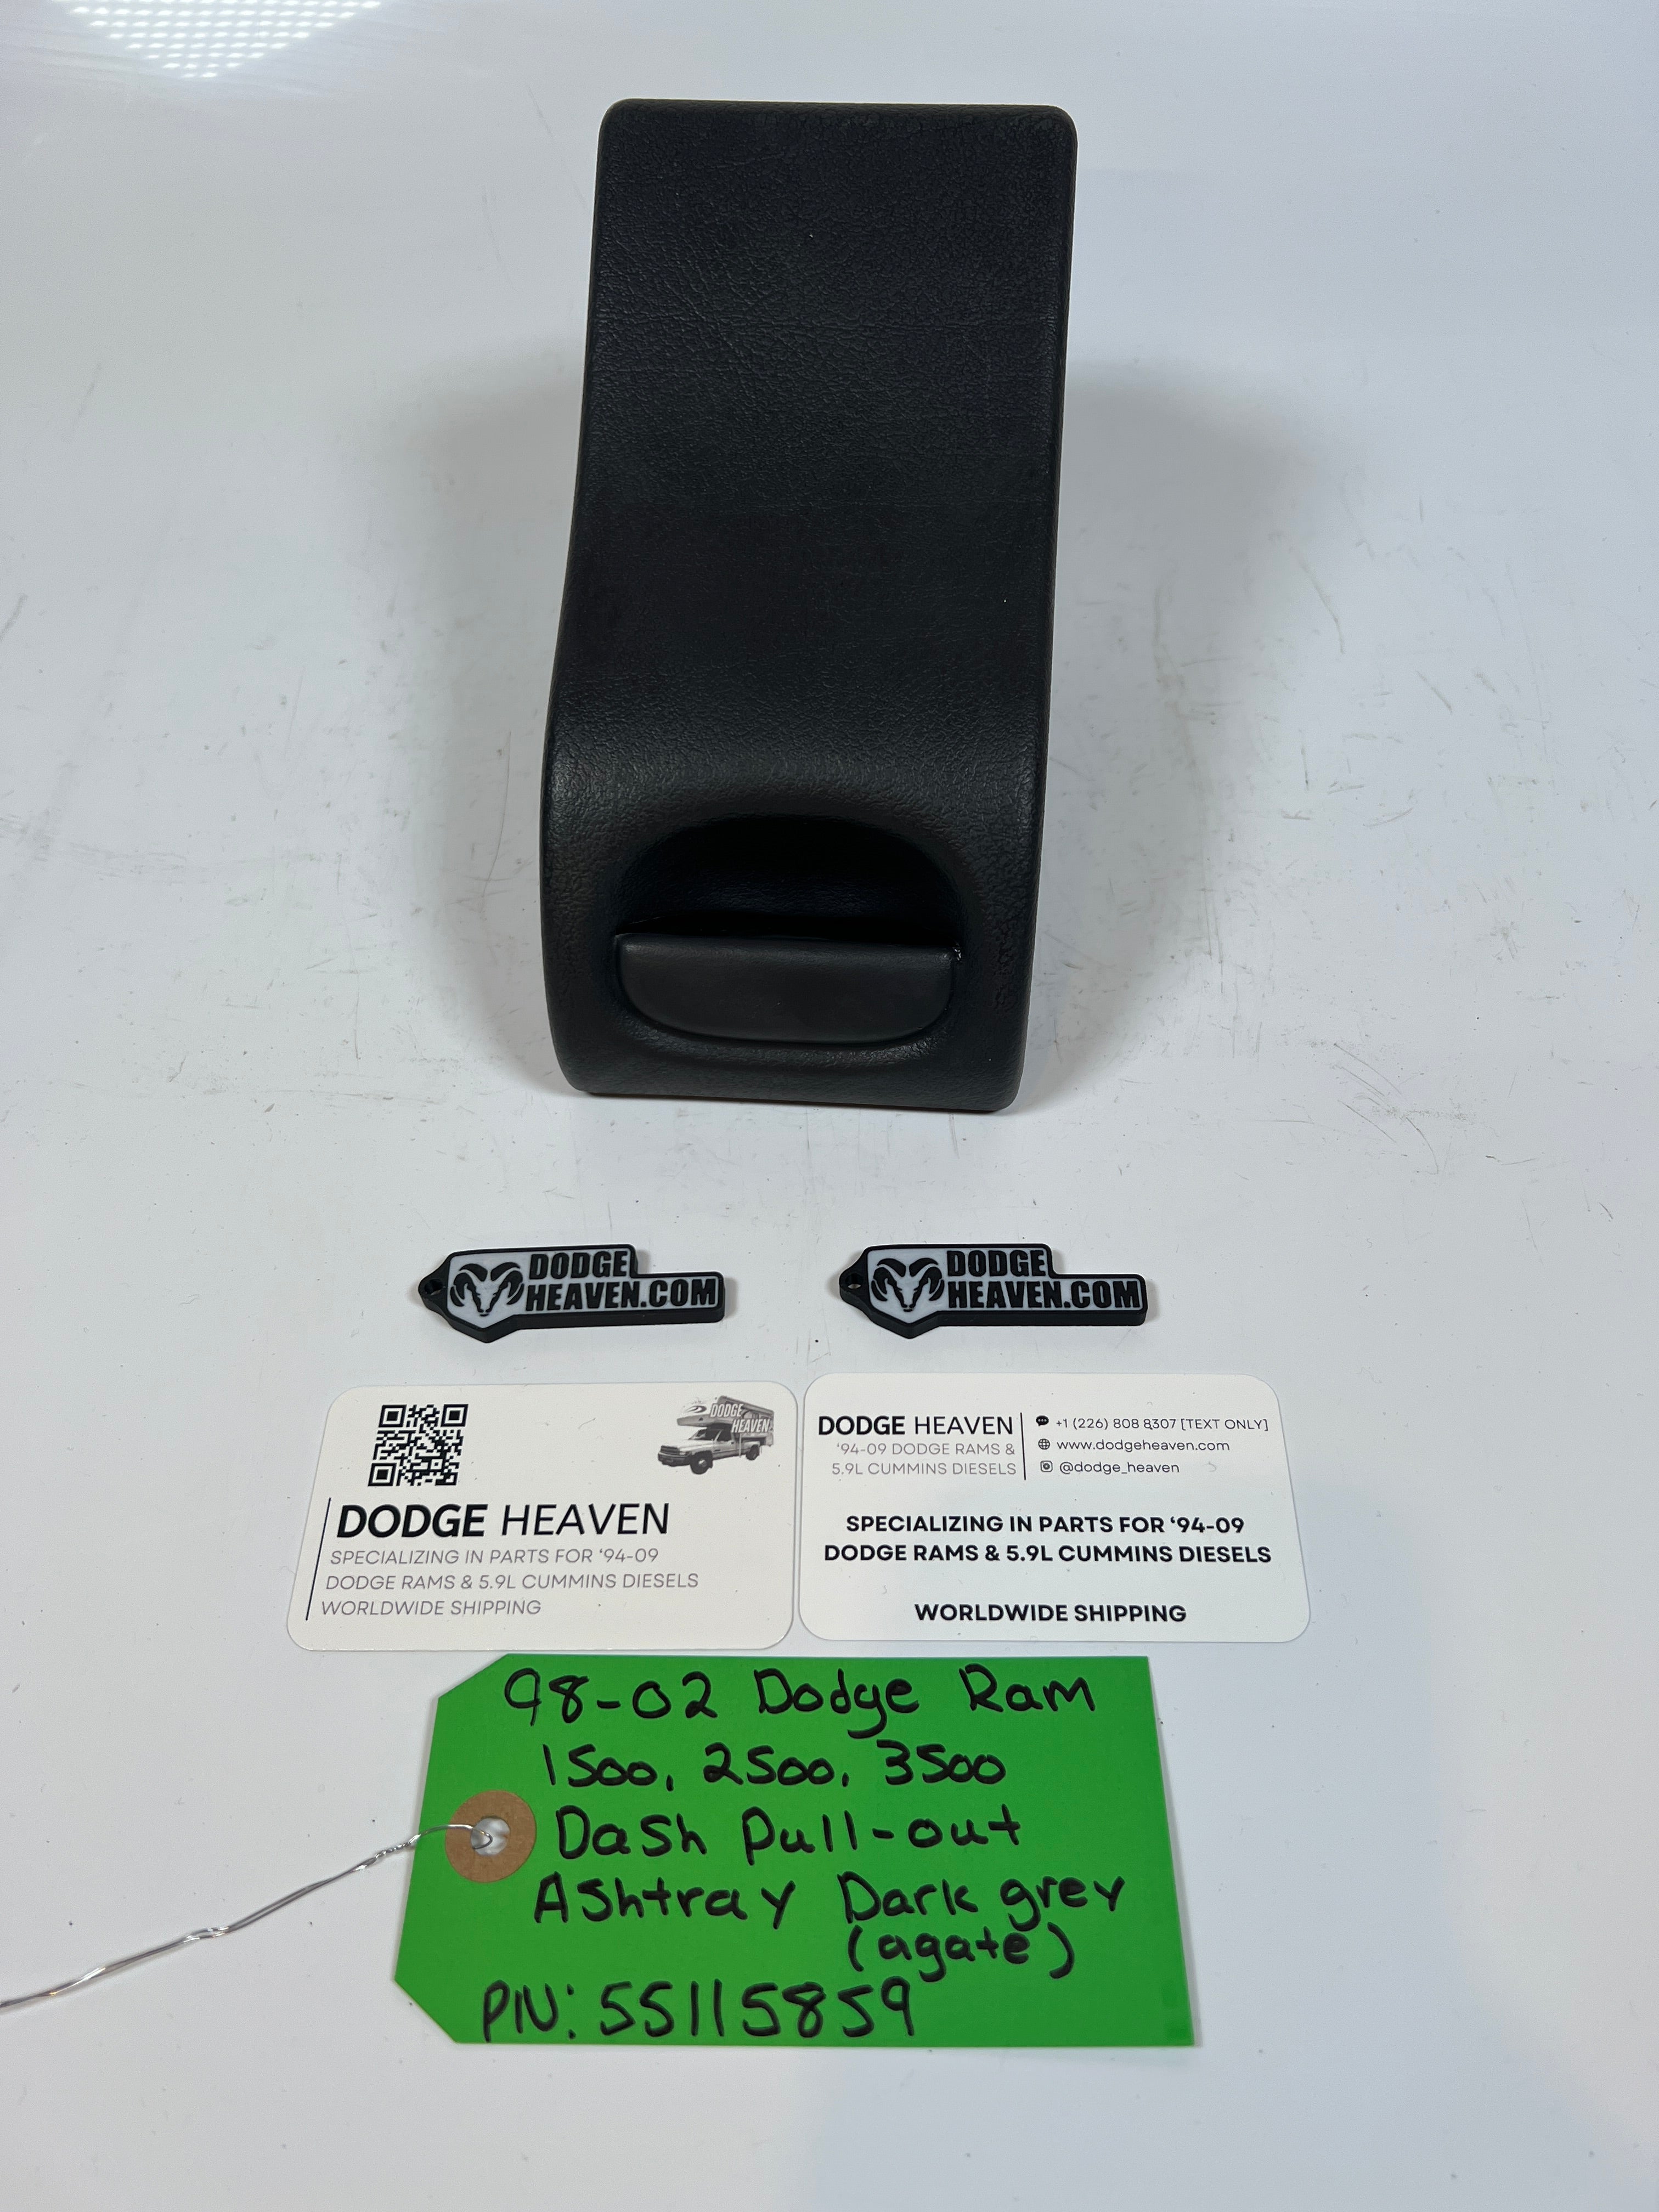 DODGE
HEAVEN.COM
DODGE
HEAVEN.COM
DODGE
HEAVEN
DODGE HEAVEN
SPECIALIZING IN PARTS FOR ‘94-09
DODGE RAMS & 5.9L CUMMINS DIESELS
WORLDWIDE SHIPPING
DODGE HEAVEN
‘94-09 DODGE RAMS &
5.9L CUMMINS DIESELS
+1 (226) 808 8307 [TEXT ONLY]
www.dodgeheaven.com
@dodge_heaven
SPECIALIZING IN PARTS FOR ‘94-09
DODGE RAMS & 5.9L CUMMINS DIESELS
WORLDWIDE SHIPPING
98-02 Dodge Ram
1500, 2500, 3500
Dash Pull-out
Ashtray Dark grey
(agate)
P/N: 55115859